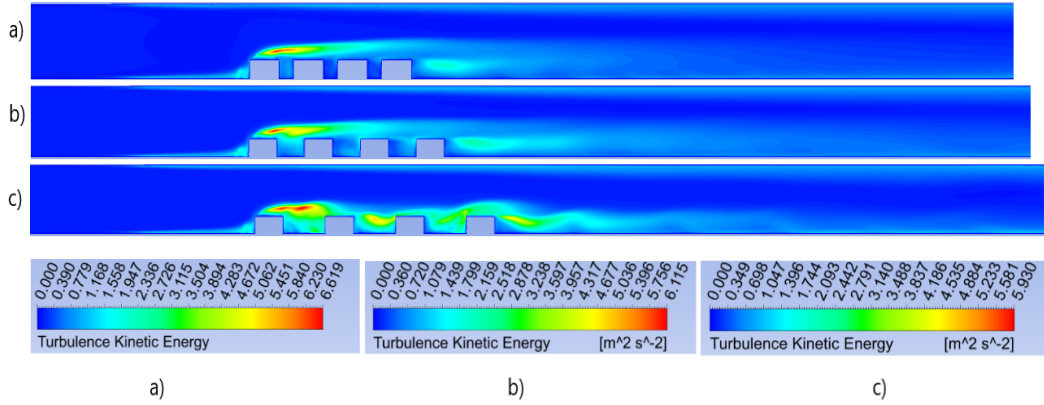 a)
b)
c)
0.000 0.390 0.779 1.168 1.558 1.947 2.336 2.726 3.115 3.504 3.894 4.283 4.672 5.062 5.451 5.840 6.230 6.619
Turbulence Kinetic Energy
0.000 0.360 0.720 1.079 1.439 1.799 2.159 2.518 2.878 3.238 3.597 3.957 4.317 4.677 5.036 5.396 5.756 6.115
Turbulence Kinetic Energy [m^2 s^-2]
0.000 0.349 0.698 1.047 1.396 1.744 2.093 2.442 2.791 3.140 3.488 3.837 4.186 4.535 4.884 5.233 5.581 5.930
Turbulence Kinetic Energy [m^2 s^-2]
a) b) c)